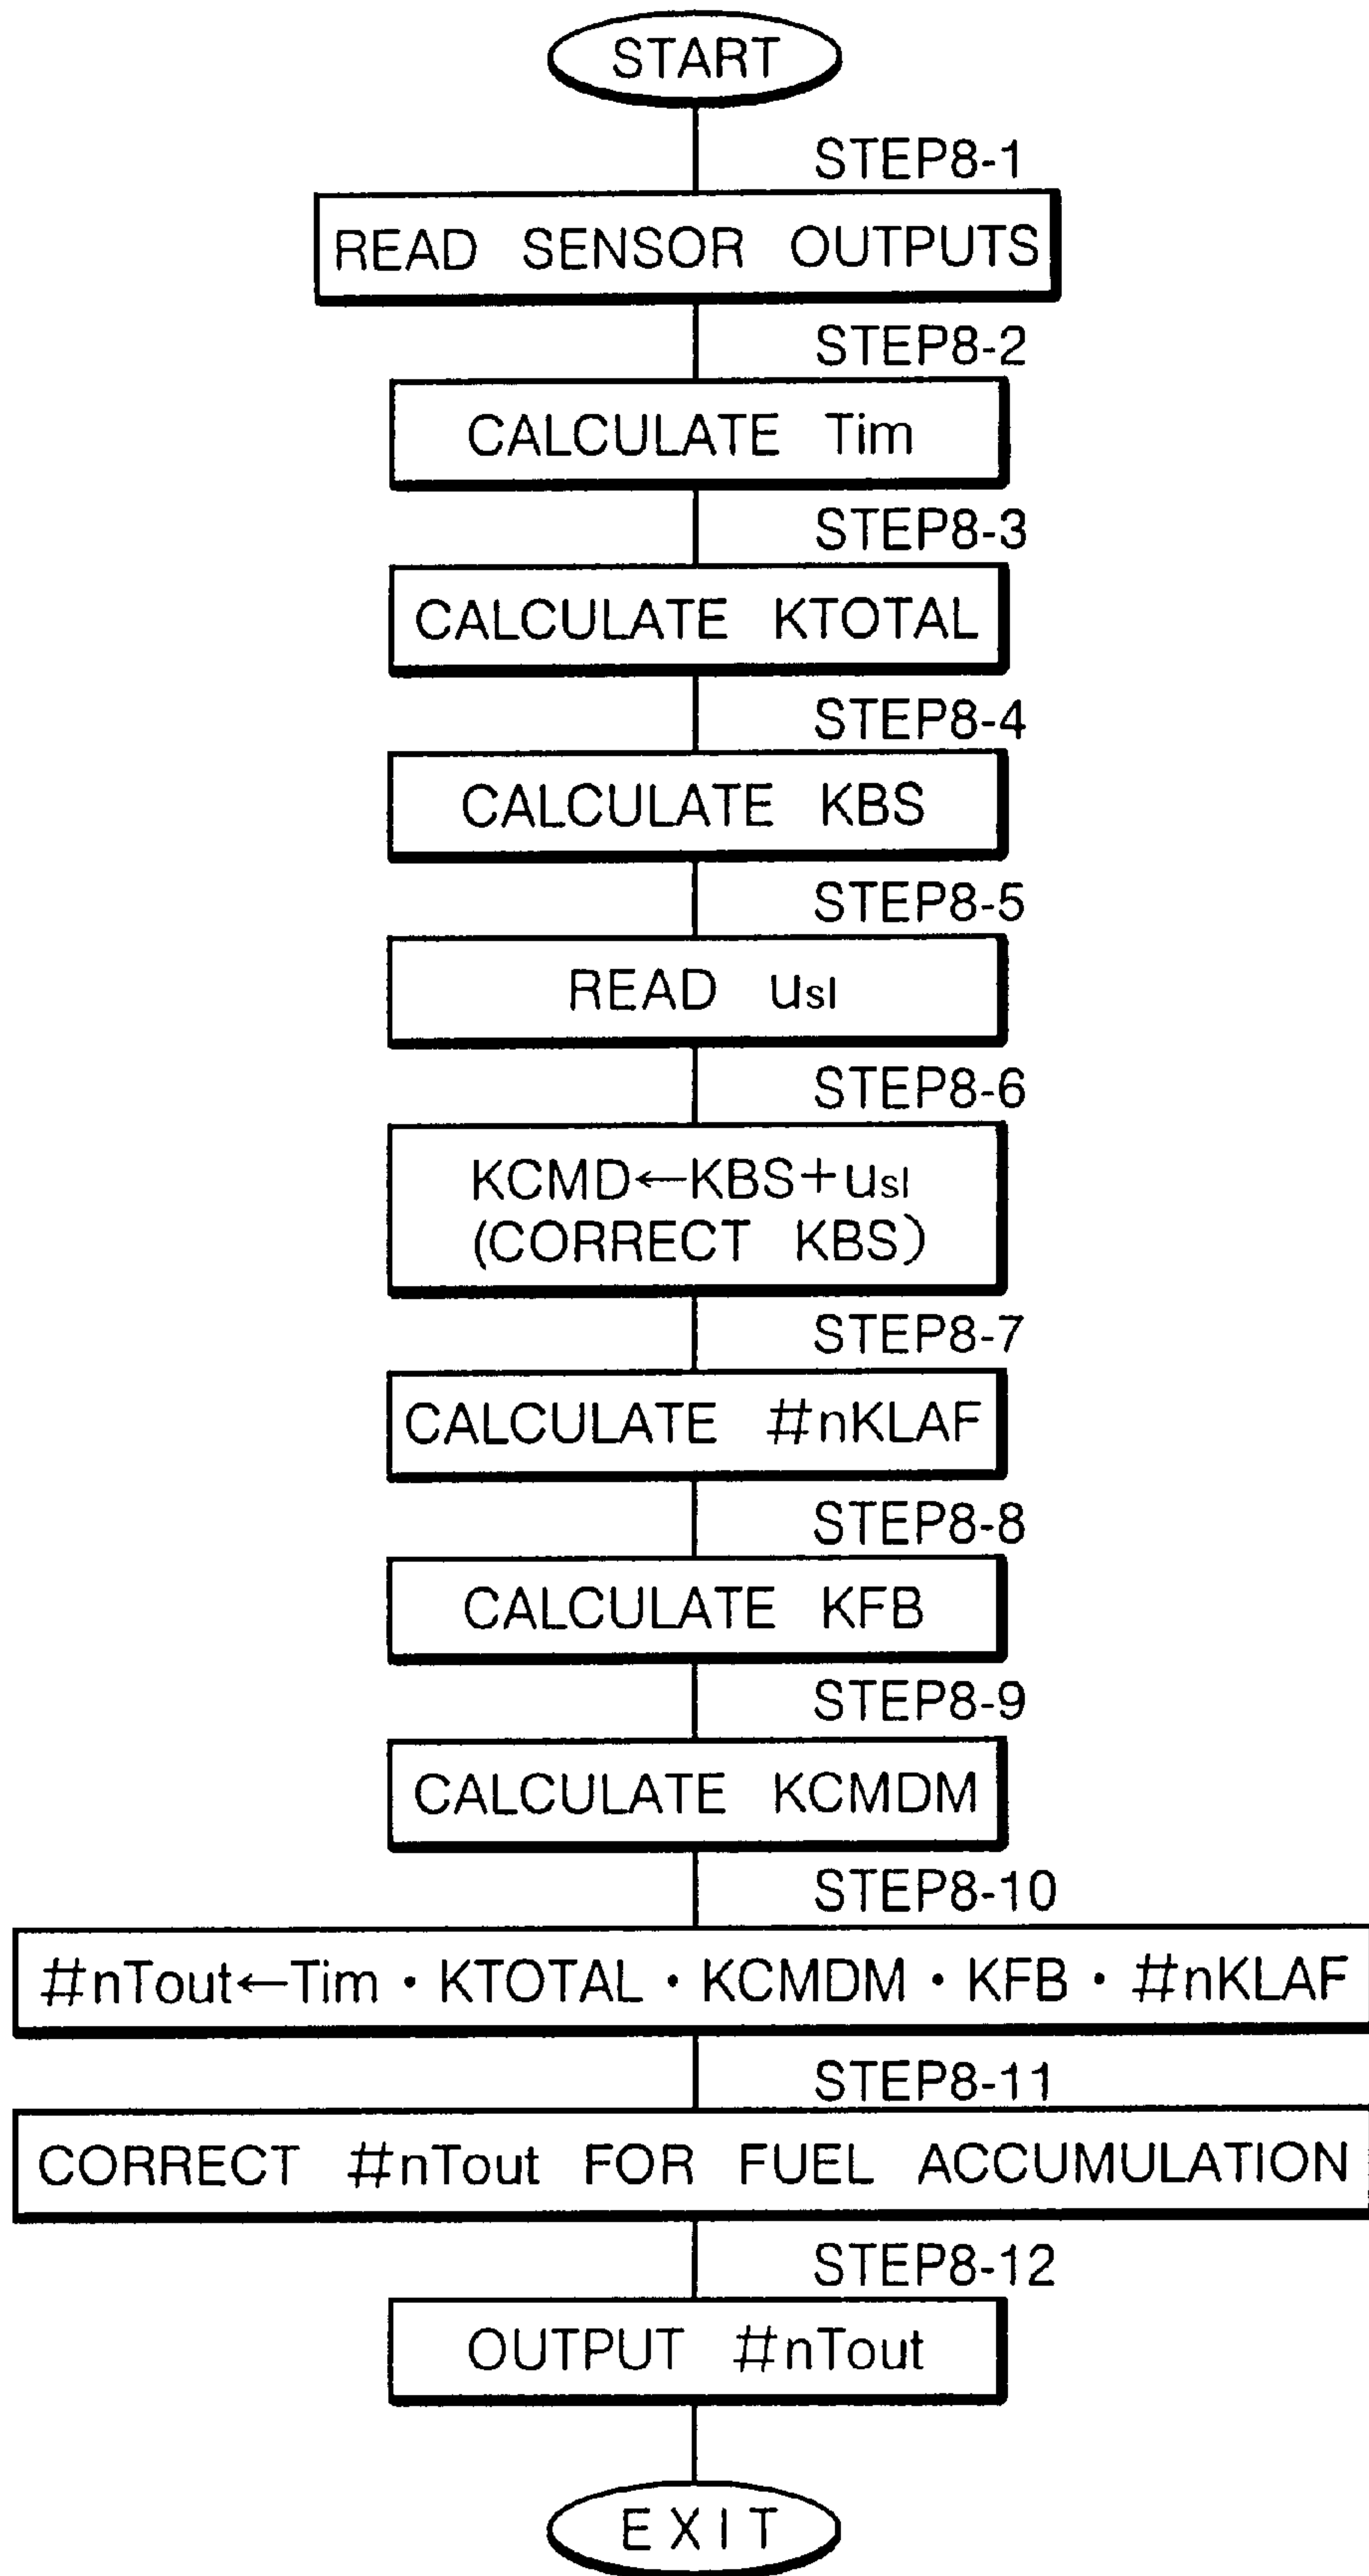 START
STEP8-1
READ SENSOR OUTPUTS
STEP8-2
CALCULATE Tim
STEP8-3
CALCULATE KTOTAL
STEP8-4
CALCULATE KBS
STEP8-5
READ usl
STEP8-6
KCMD←KBS+usl
(CORRECT KBS)
STEP8-7
CALCULATE #nKLAF
STEP8-8
CALCULATE KFB
STEP8-9
CALCULATE KCMDM
STEP8-10
#nTout←Tim・KTOTAL・KCMDM・KFB・#nKLAF
STEP8-11
CORRECT #nTout FOR FUEL ACCUMULATION
STEP8-12
OUTPUT #nTout
EXIT